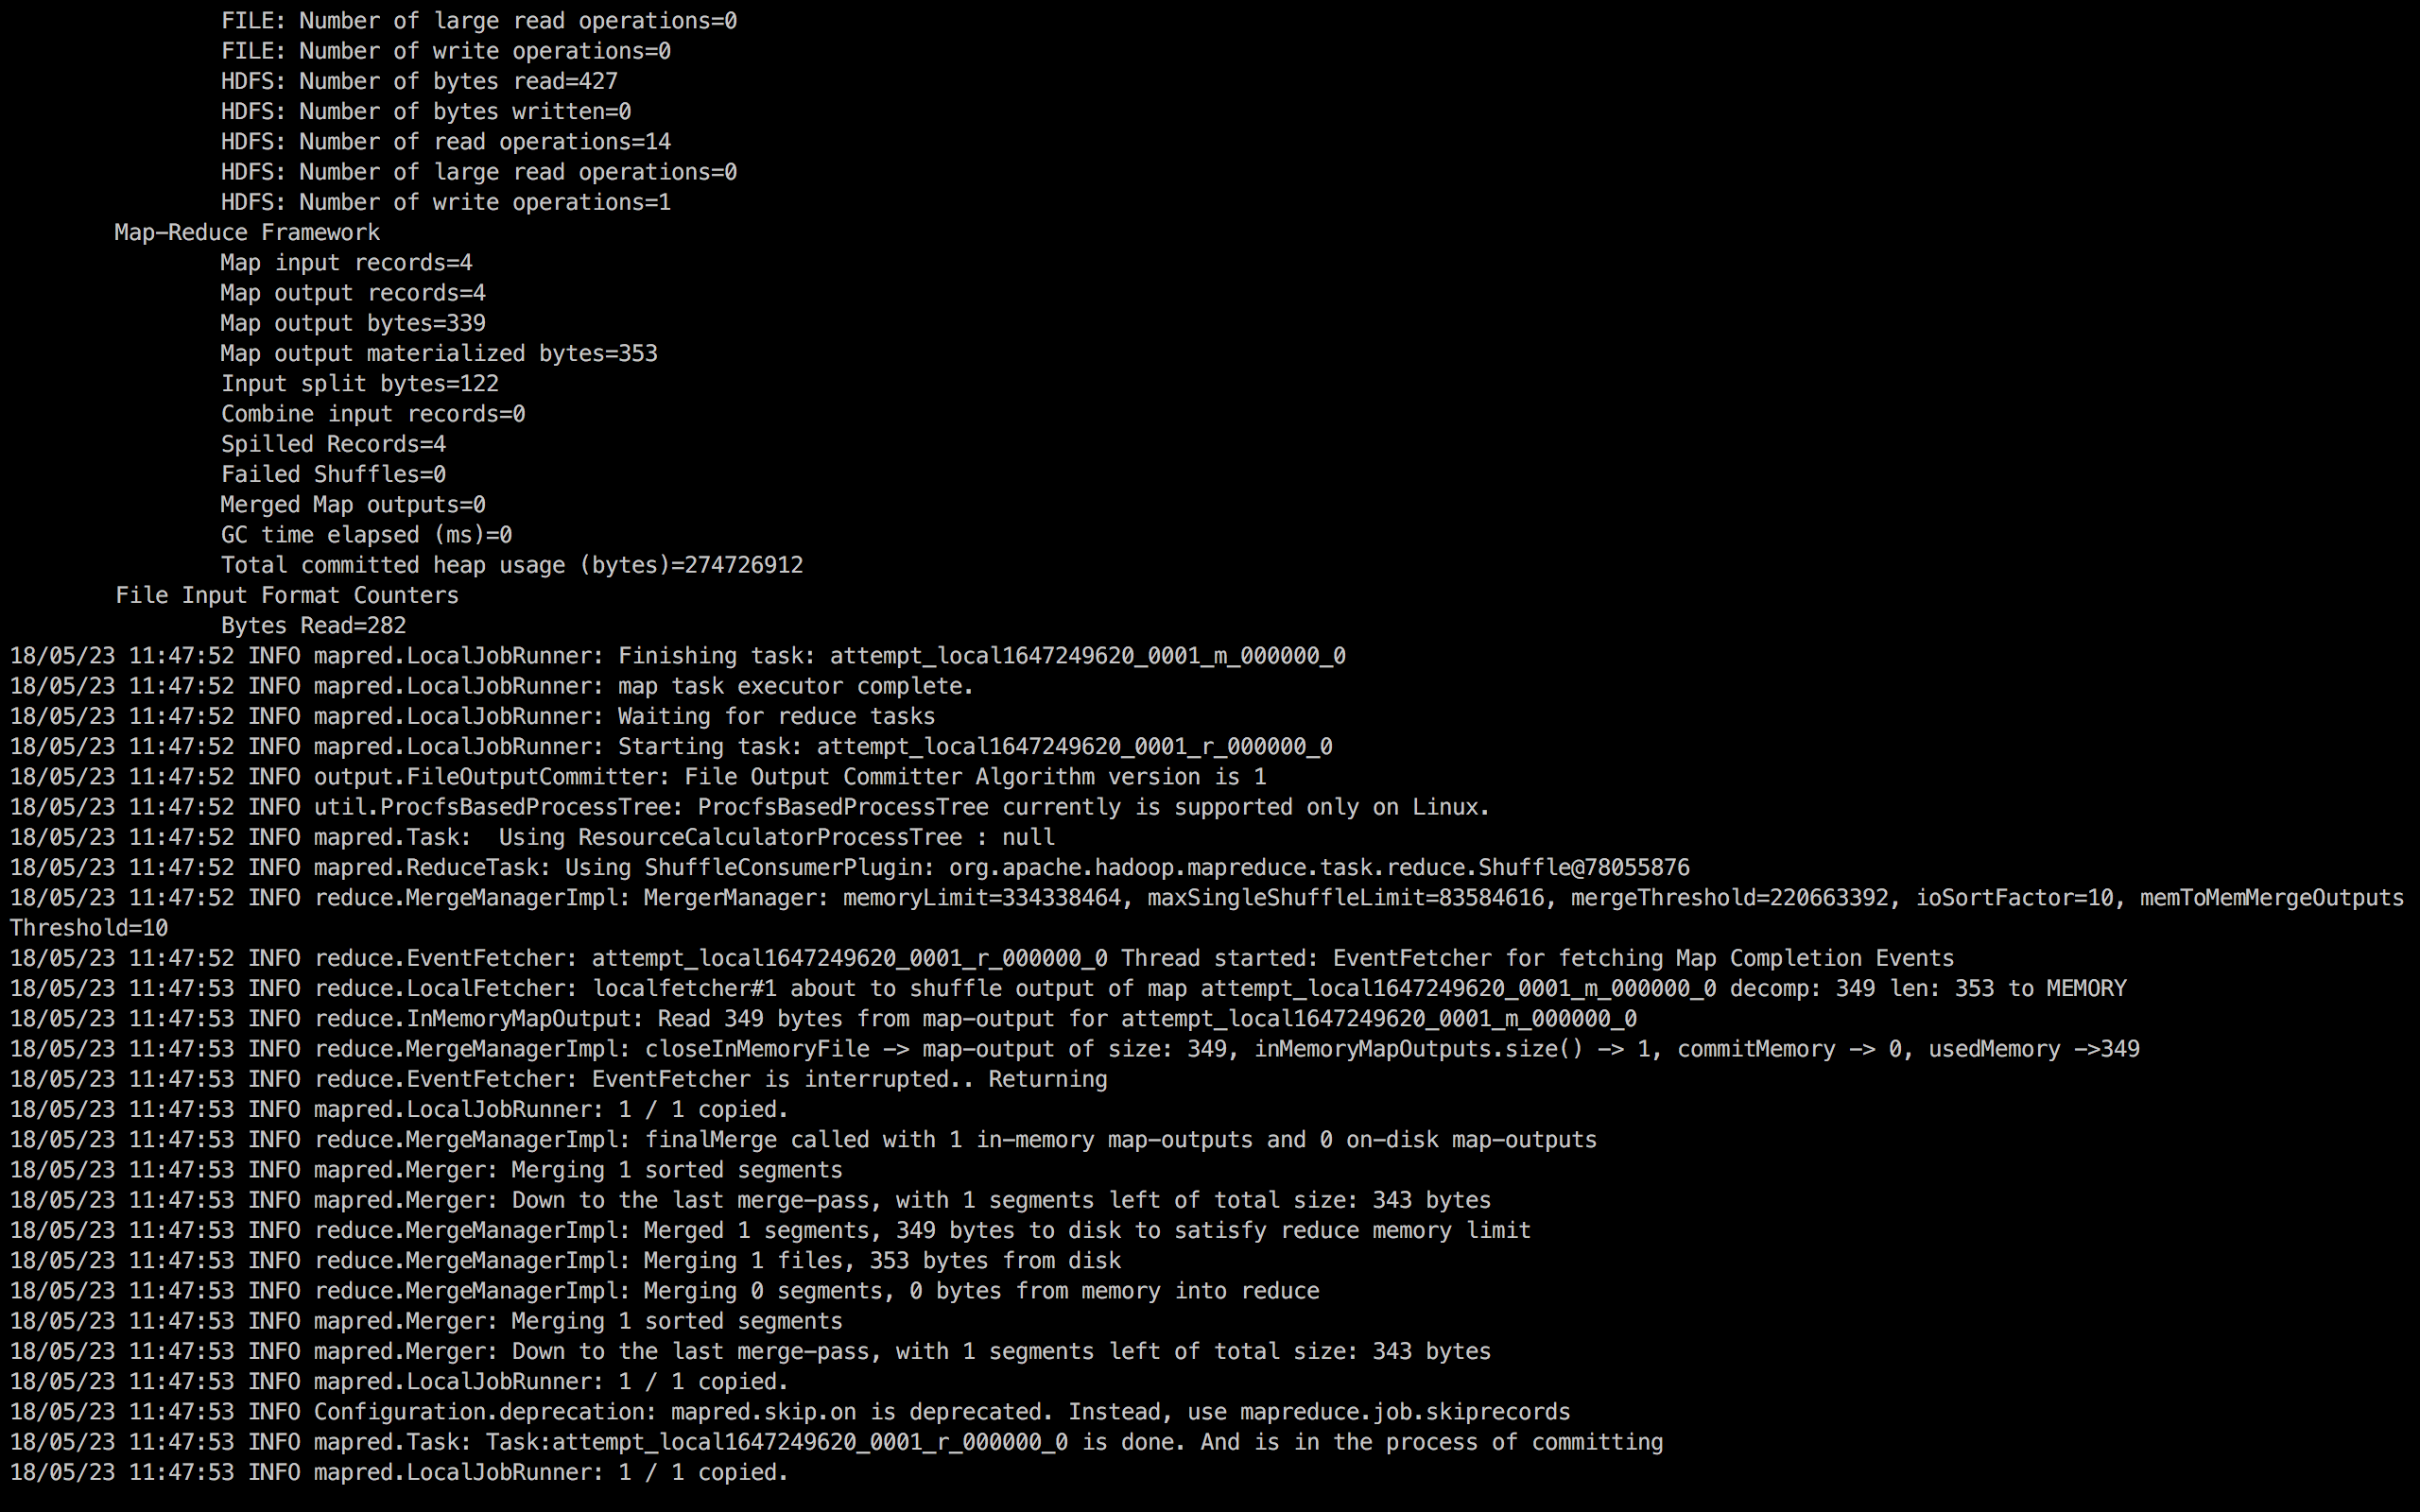 FILE: Number of large read operations=0
FILE: Number of write operations=0
HDFS: Number of bytes read=427
HDFS: Number of bytes written=0
HDFS: Number of read operations=14
HDFS: Number of large read operations=0
HDFS: Number of write operations=1
Map-Reduce Framework
Map input records=4
Map output records=4
Map output bytes=339
Map output materialized bytes=353
Input split bytes=122
Combine input records=0
Spilled Records=4
Failed Shuffles=0
Merged Map outputs=0
GC time elapsed (ms)=0
Total committed heap usage (bytes)=274726912
File Input Format Counters
Bytes Read=282
18/05/23 11:47:52 INFO mapred.LocalJobRunner: Finishing task: attempt_local1647249620_0001_m_000000_0
18/05/23 11:47:52 INFO mapred.LocalJobRunner: map task executor complete.
18/05/23 11:47:52 INFO mapred.LocalJobRunner: Waiting for reduce tasks
18/05/23 11:47:52 INFO mapred.LocalJobRunner: Starting task: attempt_local1647249620_0001_r_000000_0
18/05/23 11:47:52 INFO output.FileOutputCommitter: File Output Committer Algorithm version is 1
18/05/23 11:47:52 INFO util.ProcfsBasedProcessTree: ProcfsBasedProcessTree currently is supported only on Linux.
18/05/23 11:47:52 INFO mapred.Task:  Using ResourceCalculatorProcessTree : null
18/05/23 11:47:52 INFO mapred.ReduceTask: Using ShuffleConsumerPlugin: org.apache.hadoop.mapreduce.task.reduce.Shuffle@78055876
18/05/23 11:47:52 INFO reduce.MergeManagerImpl: MergerManager: memoryLimit=334338464, maxSingleShuffleLimit=83584616, mergeThreshold=220663392, ioSortFactor=10, memToMemMergeOutputs
Threshold=10
18/05/23 11:47:52 INFO reduce.EventFetcher: attempt_local1647249620_0001_r_000000_0 Thread started: EventFetcher for fetching Map Completion Events
18/05/23 11:47:53 INFO reduce.LocalFetcher: localfetcher#1 about to shuffle output of map attempt_local1647249620_0001_m_000000_0 decomp: 349 len: 353 to MEMORY
18/05/23 11:47:53 INFO reduce.InMemoryMapOutput: Read 349 bytes from map-output for attempt_local1647249620_0001_m_000000_0
18/05/23 11:47:53 INFO reduce.MergeManagerImpl: closeInMemoryFile -> map-output of size: 349, inMemoryMapOutputs.size() -> 1, commitMemory -> 0, usedMemory ->349
18/05/23 11:47:53 INFO reduce.EventFetcher: EventFetcher is interrupted.. Returning
18/05/23 11:47:53 INFO mapred.LocalJobRunner: 1 / 1 copied.
18/05/23 11:47:53 INFO reduce.MergeManagerImpl: finalMerge called with 1 in-memory map-outputs and 0 on-disk map-outputs
18/05/23 11:47:53 INFO mapred.Merger: Merging 1 sorted segments
18/05/23 11:47:53 INFO mapred.Merger: Down to the last merge-pass, with 1 segments left of total size: 343 bytes
18/05/23 11:47:53 INFO reduce.MergeManagerImpl: Merged 1 segments, 349 bytes to disk to satisfy reduce memory limit
18/05/23 11:47:53 INFO reduce.MergeManagerImpl: Merging 1 files, 353 bytes from disk
18/05/23 11:47:53 INFO reduce.MergeManagerImpl: Merging 0 segments, 0 bytes from memory into reduce
18/05/23 11:47:53 INFO mapred.Merger: Merging 1 sorted segments
18/05/23 11:47:53 INFO mapred.Merger: Down to the last merge-pass, with 1 segments left of total size: 343 bytes
18/05/23 11:47:53 INFO mapred.LocalJobRunner: 1 / 1 copied.
18/05/23 11:47:53 INFO Configuration.deprecation: mapred.skip.on is deprecated. Instead, use mapreduce.job.skiprecords
18/05/23 11:47:53 INFO mapred.Task: Task:attempt_local1647249620_0001_r_000000_0 is done. And is in the process of committing
18/05/23 11:47:53 INFO mapred.LocalJobRunner: 1 / 1 copied.